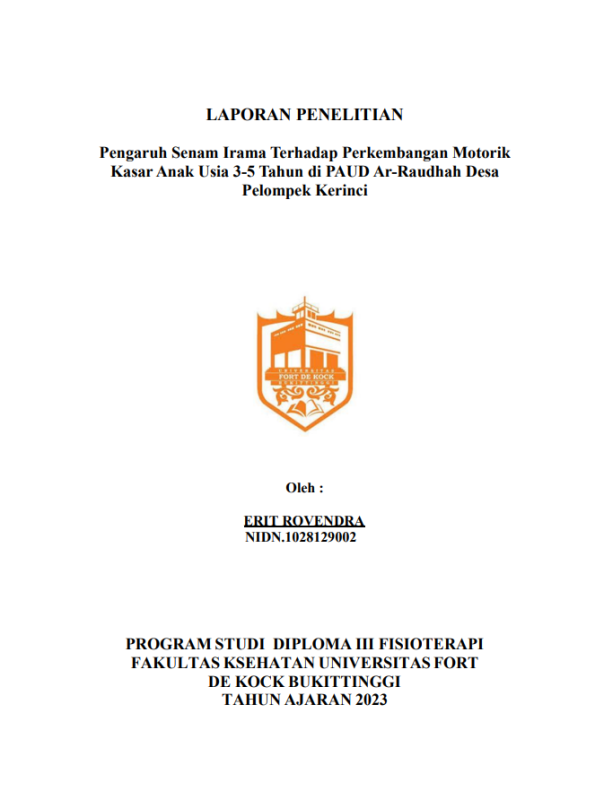 LAPORAN PENELITIAN
Pengaruh Senam Irama Terhadap Perkembangan Motorik
Kasar Anak Usia 3-5 Tahun di PAUD Ar-Raudhah Desa
Pelompek Kerinci
UNIVERSITAS
FORT DE KOCK
BUKITTINGGI
Oleh :
ERIT ROVENDRA
NIDN.1028129002
PROGRAM STUDI DIPLOMA III FISIOTERAPI
FAKULTAS KSEHATAN UNIVERSITAS FORT
DE KOCK BUKITTINGGI
TAHUN AJARAN 2023